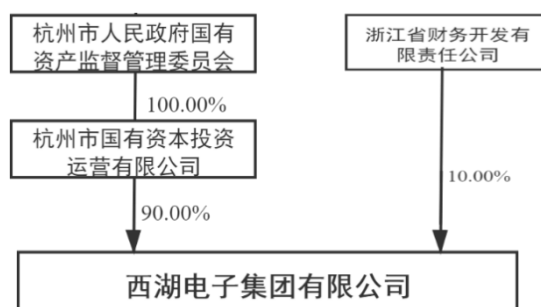 杭州市人民政府国有
资产监督管理委员会
浙江省财务开发有
限责任公司
100.00%
杭州市国有资本投资
运营有限公司
10.00%
90.00%
西湖电子集团有限公司